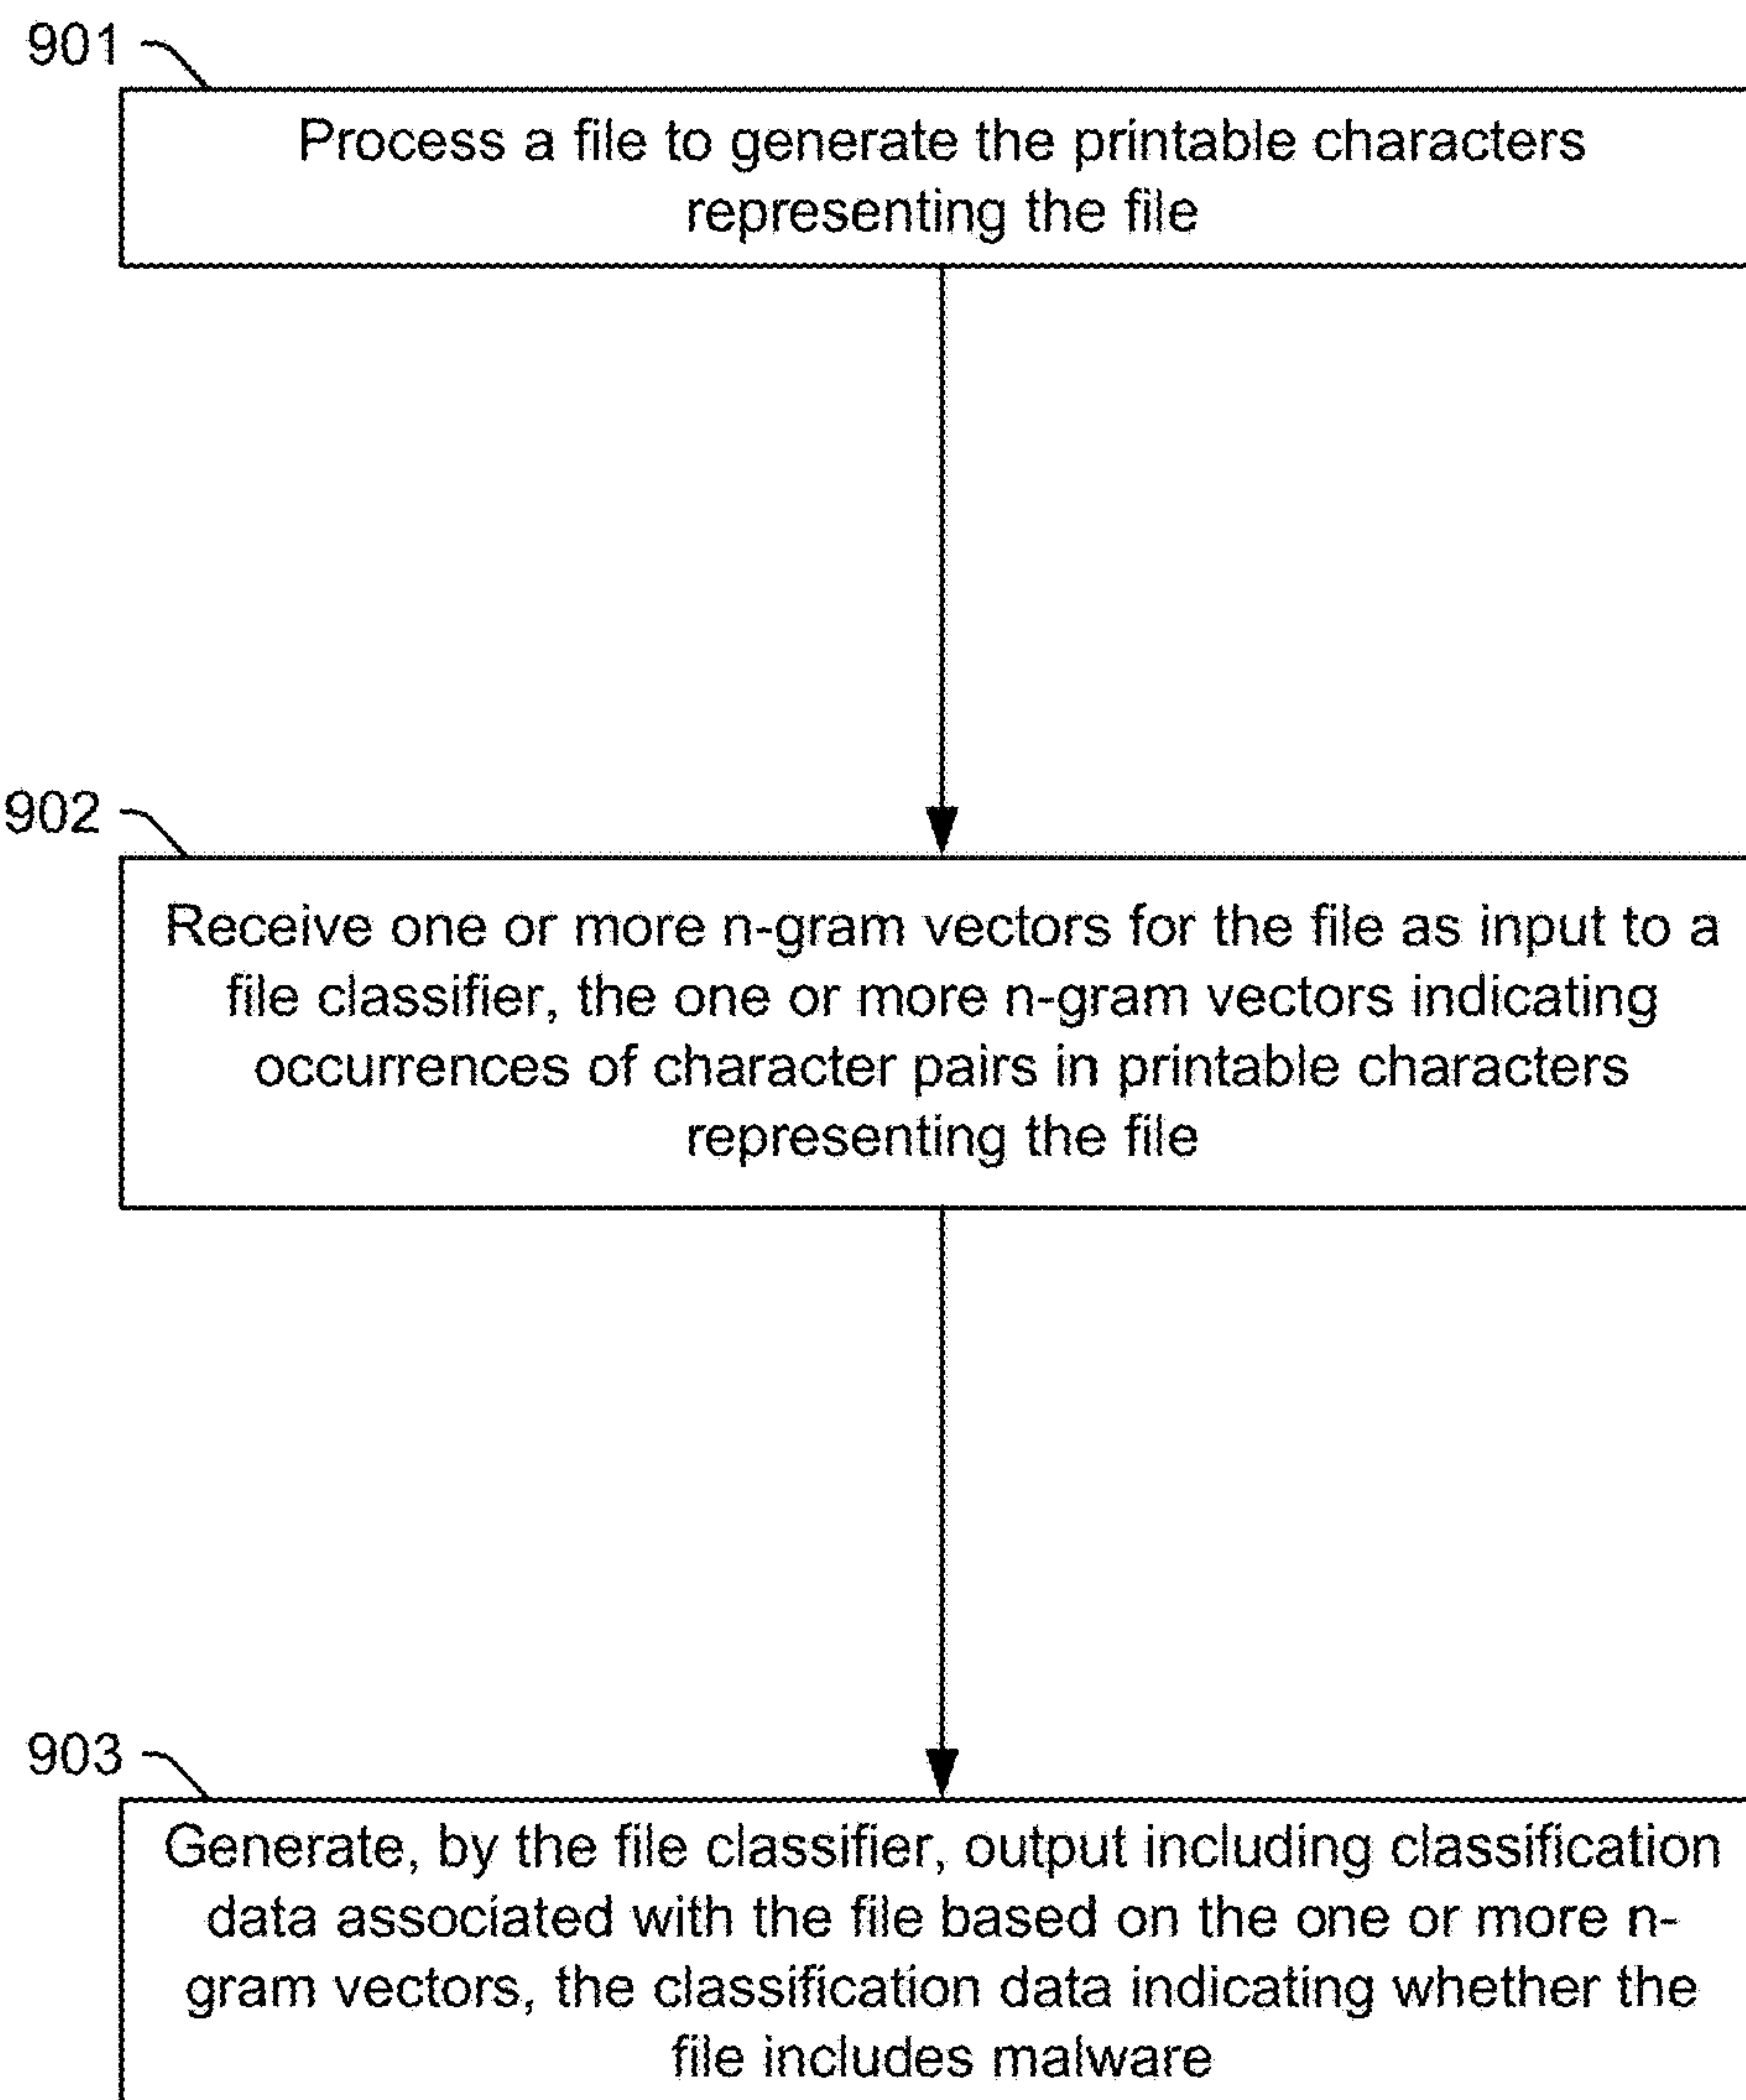 901
Process a file to generate the printable characters
representing the file
902
Receive one or more n-gram vectors for the file as input to a
file classifier, the one or more n-gram vectors indicating
occurrences of character pairs in printable characters
representing the file
903
Generate, by the file classifier, output including classification
data associated with the file based on the one or more n-
gram vectors, the classification data indicating whether the
file includes malware